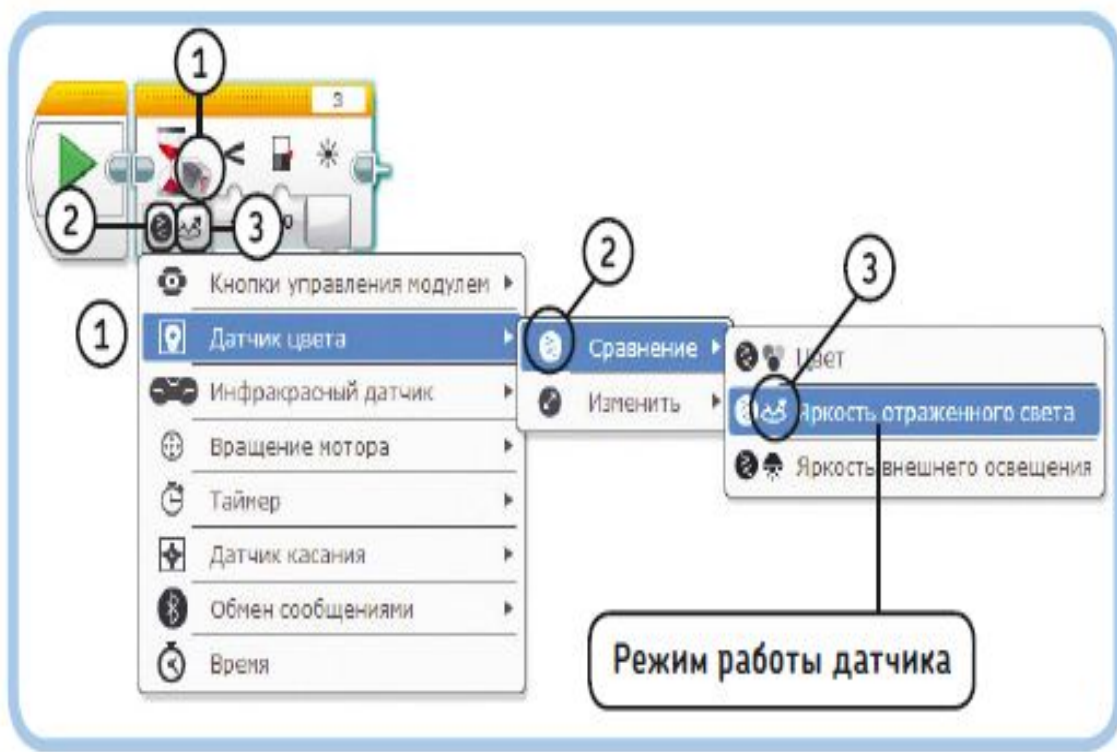 1
3
2
3
Кнопки управления модулем
2
3
1
Датчик цвета
Сравнение
Цвет
Инфракрасный датчик
Изменить
Яркость отраженного света
Вращение мотора
Яркость внешнего освещения
Таймер
Датчик касания
Обмен сообщениями
Время
Режим работы датчика